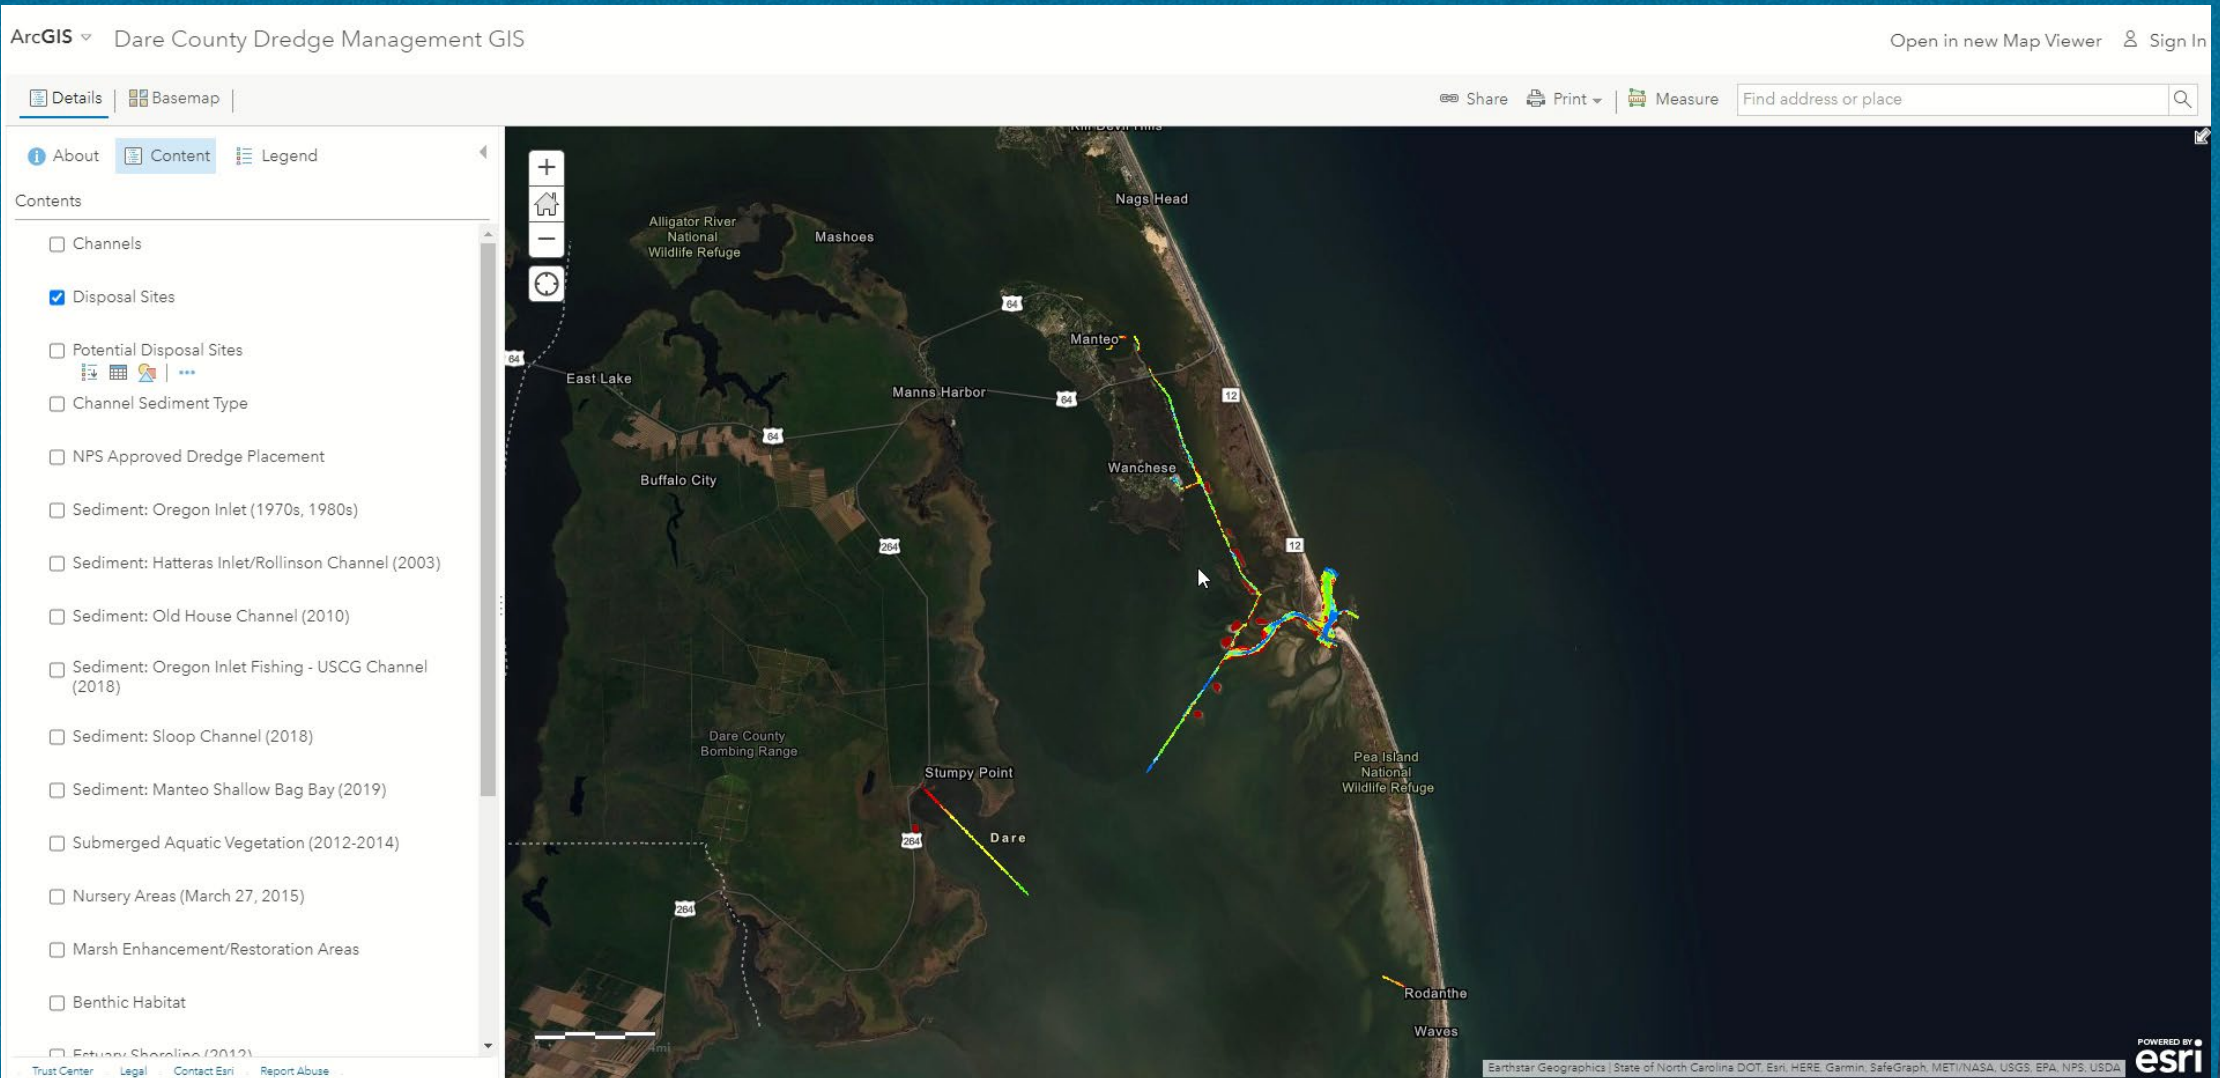 ArcGIS Dare County Dredge Management GIS
Open in new Map Viewer Sign In
Details Basemap
Share Print Measure Find address or place
About Content Legend
Contents
Channels
Disposal Sites
Potential Disposal Sites
Channel Sediment Type
NPS Approved Dredge Placement
Sediment: Oregon Inlet (1970s, 1980s)
Sediment: Hatteras Inlet/Rollinson Channel (2003)
Sediment: Old House Channel (2010)
Sediment: Oregon Inlet Fishing - USCG Channel
(2018)
Sediment: Sloop Channel (2018)
Sediment: Manteo Shallow Bag Bay (2019)
Submerged Aquatic Vegetation (2012-2014)
Nursery Areas (March 27, 2015)
Marsh Enhancement/Restoration Areas
Benthic Habitat
Estuary Shoreline (2012)
Trust Center Legal Contact Esri Report Abuse
Kill Devil Hills
Nags Head
Alligator River
National
Wildlife Refuge
Mashoes
64
Manteo
64
East Lake
Manns Harbor
64
12
64
Buffalo City
Wanchese
264
12
Dare County
Bombing Range
Pea Island
National
Wildlife Refuge
Stumpy Point
Dare
264
264
Rodanthe
Waves
4mi
POWERED BY
esri
Earthstar Geographics | State of North Carolina DOT, Esri, HERE, Garmin, SafeGraph, METI/NASA, USGS, EPA, NPS, USDA